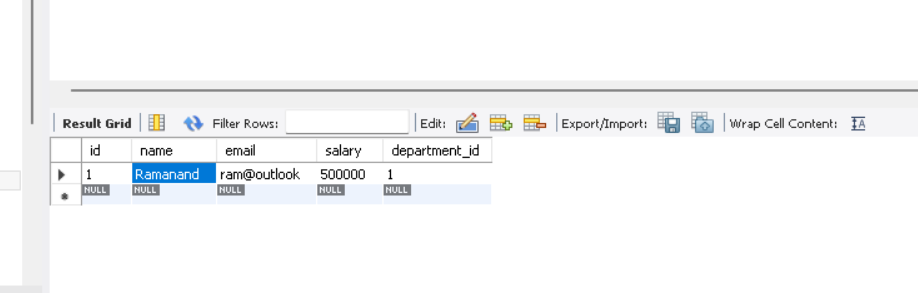 Result Grid Filter Rows: Edit: Export/Import: Wrap Cell Content: IA
id name email salary department_id
1 Ramanand ram@outlook 500000 1
NULL NULL NULL NULL NULL